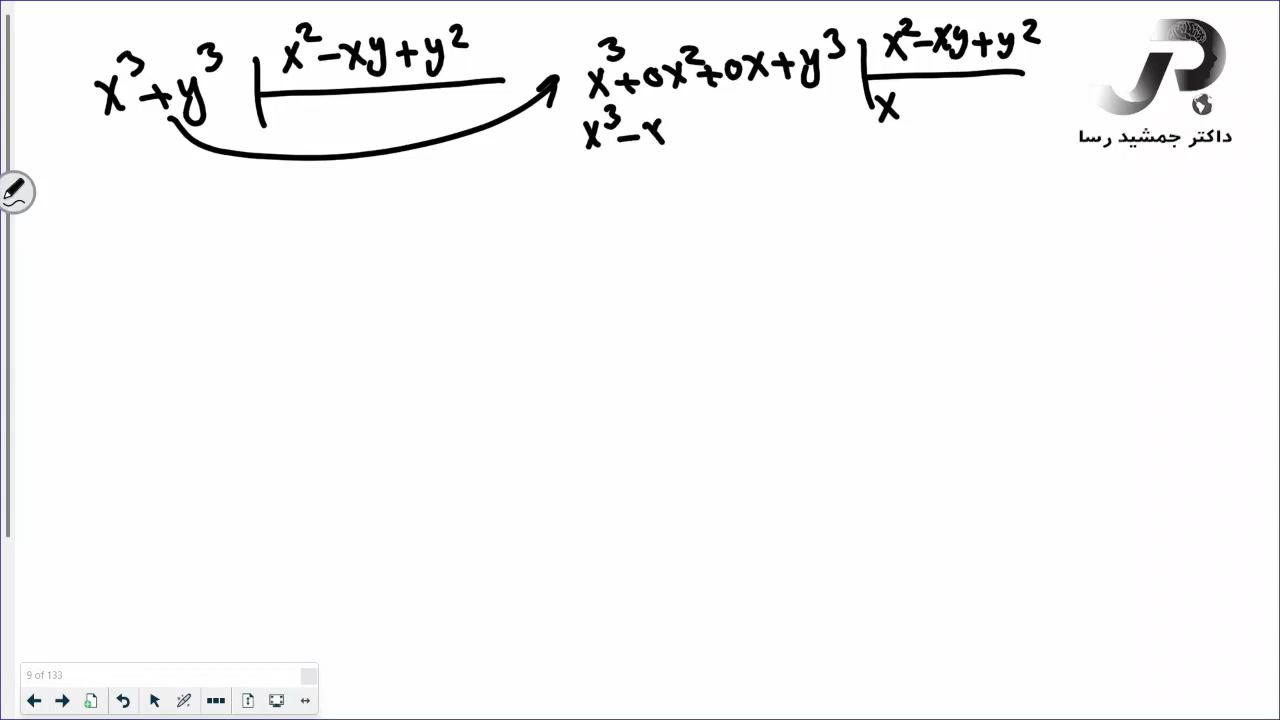 x³ + y³ | x² - xy + y²
x³ + 0x² + 0x + y³ | x² - xy + y²
x
x³ - x
داکتر جمشید رسا
9 of 133